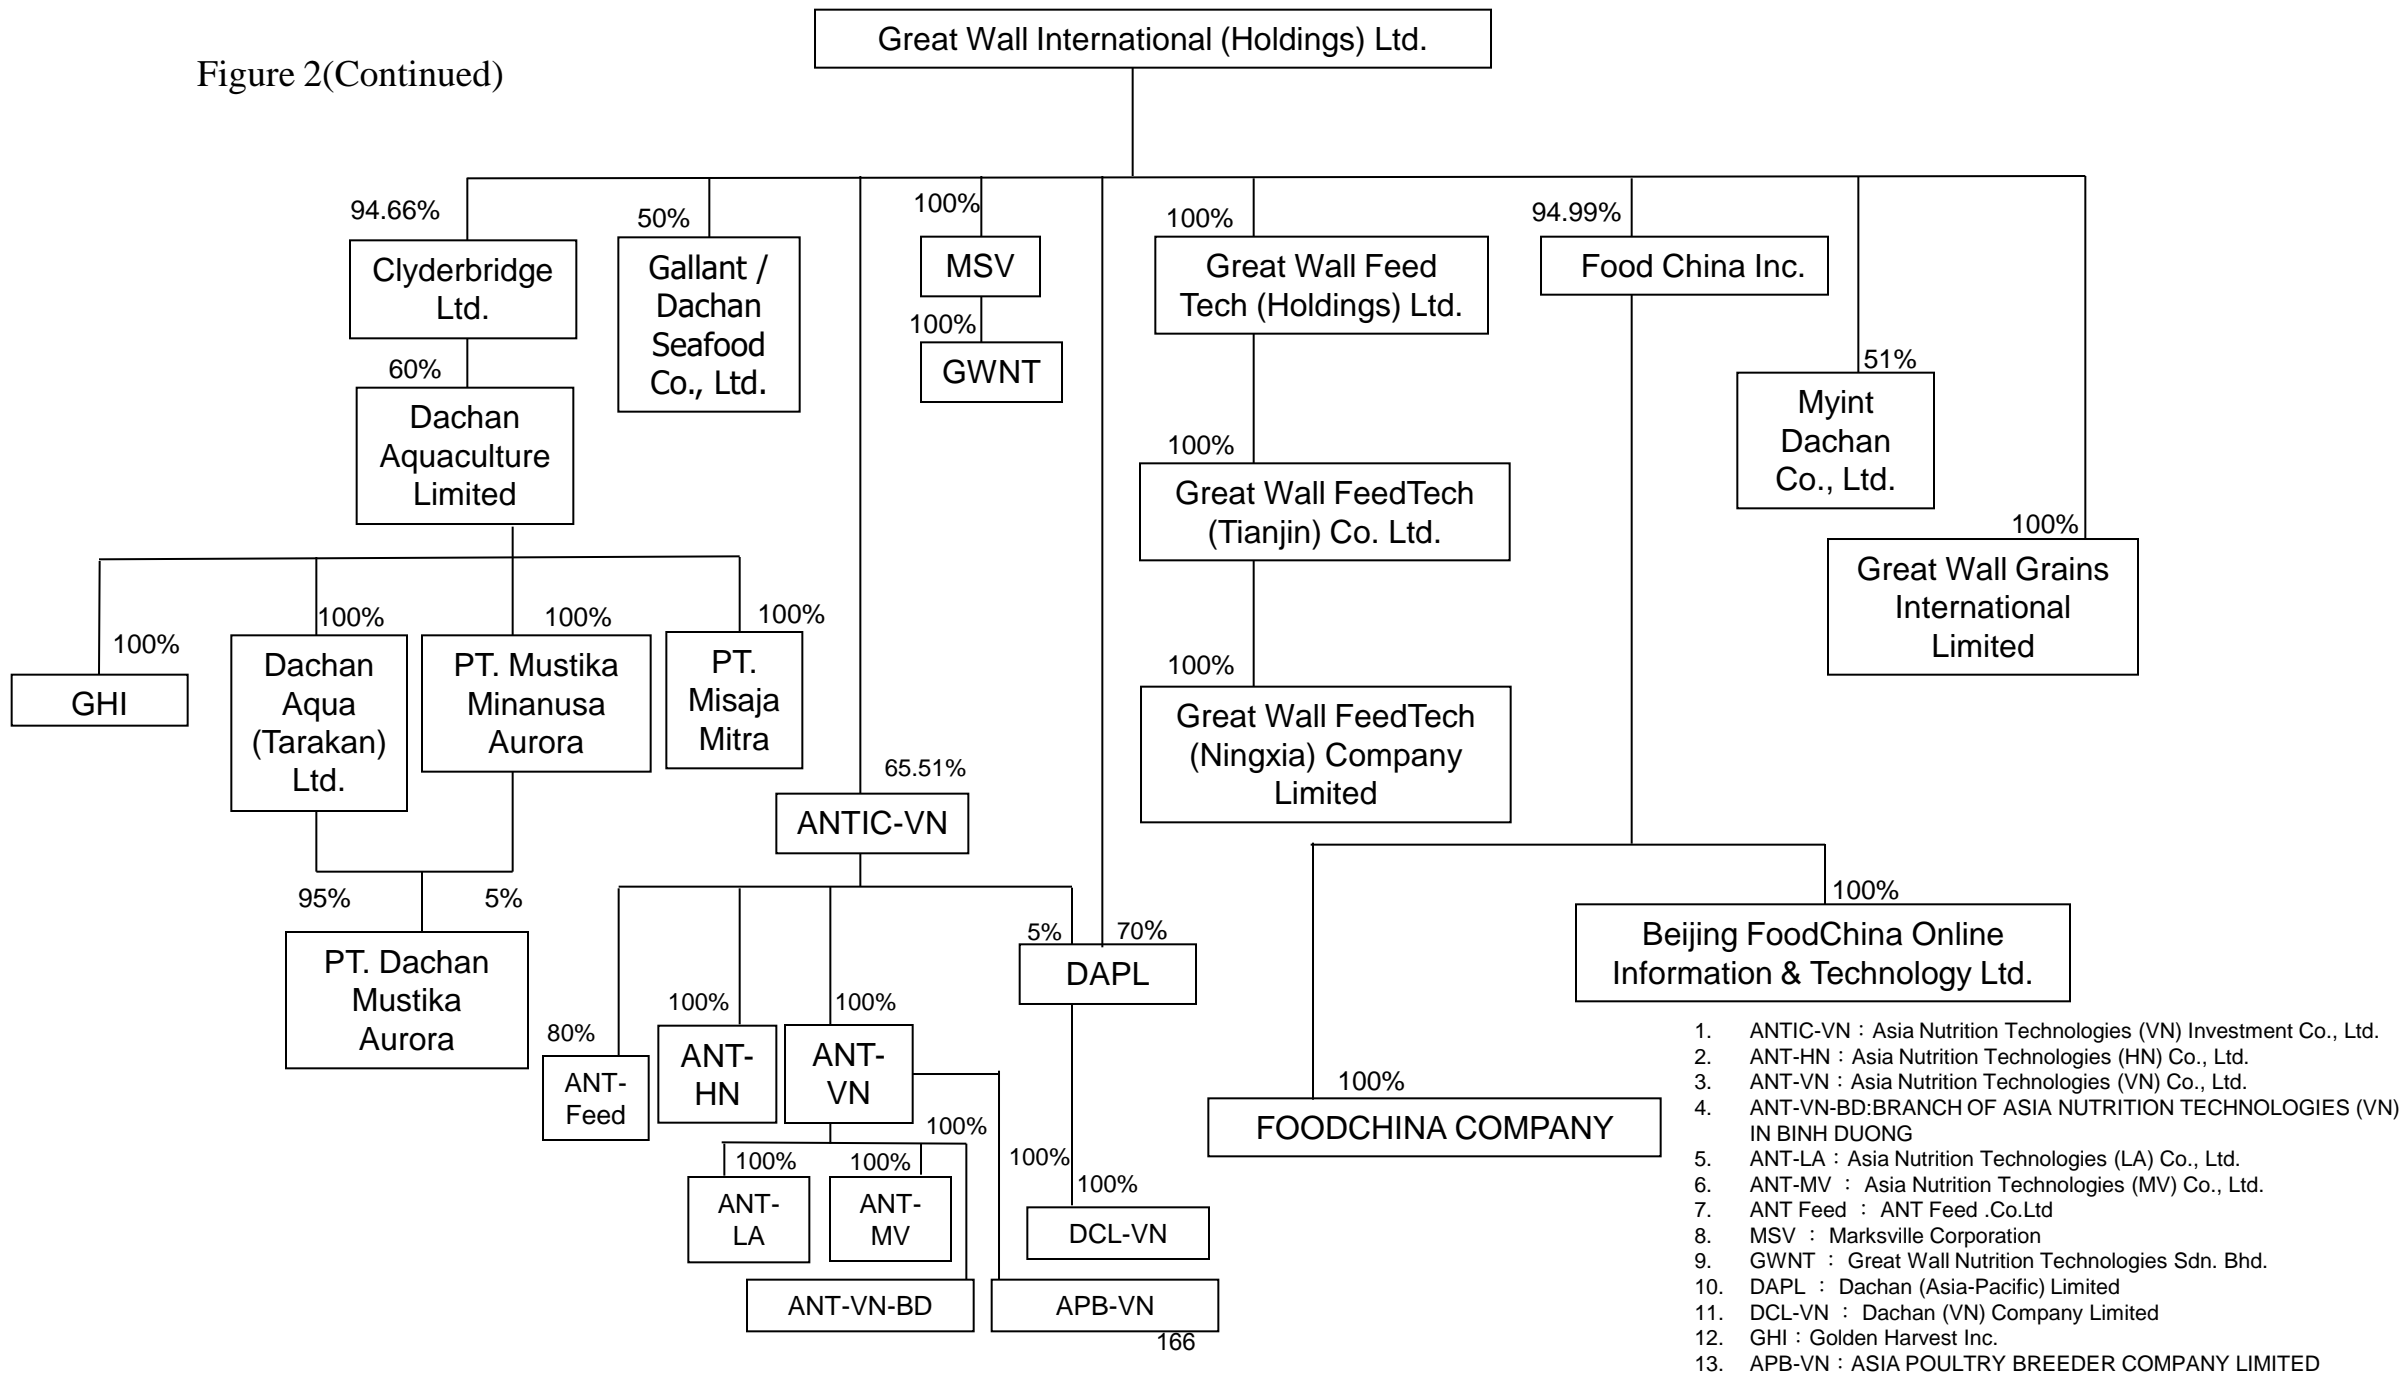 Great Wall International (Holdings) Ltd.
Figure 2(Continued)
94.66%
50%
100%
100%
94.99%
Clyderbridge
Ltd.
Gallant /
Dachan
Seafood
Co., Ltd.
MSV
Great Wall Feed
Tech (Holdings) Ltd.
Food China Inc.
100%
GWNT
60%
51%
Dachan
Aquaculture
Limited
Myint
Dachan
Co., Ltd.
100%
Great Wall FeedTech
(Tianjin) Co. Ltd.
100%
Great Wall Grains
International
Limited
100%
100%
100%
100%
100%
GHI
Dachan
Aqua
(Tarakan)
Ltd.
PT. Mustika
Minanusa
Aurora
PT.
Misaja
Mitra
Great Wall FeedTech
(Ningxia) Company
Limited
65.51%
ANTIC-VN
95%
5%
100%
5%
70%
PT. Dachan
Mustika
Aurora
DAPL
Beijing FoodChina Online
Information & Technology Ltd.
80%
100%
100%
ANT-
Feed
ANT-
HN
ANT-
VN
100%
FOODCHINA COMPANY
100%
100%
100%
100%
100%
ANT-
LA
ANT-
MV
DCL-VN
ANT-VN-BD
APB-VN
166
1. ANTIC-VN：Asia Nutrition Technologies (VN) Investment Co., Ltd.
2. ANT-HN：Asia Nutrition Technologies (HN) Co., Ltd.
3. ANT-VN：Asia Nutrition Technologies (VN) Co., Ltd.
4. ANT-VN-BD:BRANCH OF ASIA NUTRITION TECHNOLOGIES (VN)
IN BINH DUONG
5. ANT-LA：Asia Nutrition Technologies (LA) Co., Ltd.
6. ANT-MV ： Asia Nutrition Technologies (MV) Co., Ltd.
7. ANT Feed ： ANT Feed .Co.Ltd
8. MSV ： Marksville Corporation
9. GWNT ： Great Wall Nutrition Technologies Sdn. Bhd.
10. DAPL ： Dachan (Asia-Pacific) Limited
11. DCL-VN ： Dachan (VN) Company Limited
12. GHI：Golden Harvest Inc.
13. APB-VN：ASIA POULTRY BREEDER COMPANY LIMITED